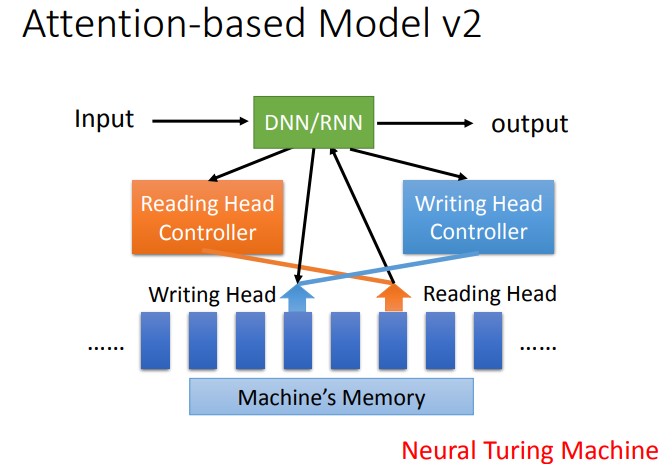 Attention-based Model v2
Input
DNN/RNN
output
Reading Head
Controller
Writing Head
Controller
Writing Head
Reading Head
......
......
Machine's Memory
Neural Turing Machine